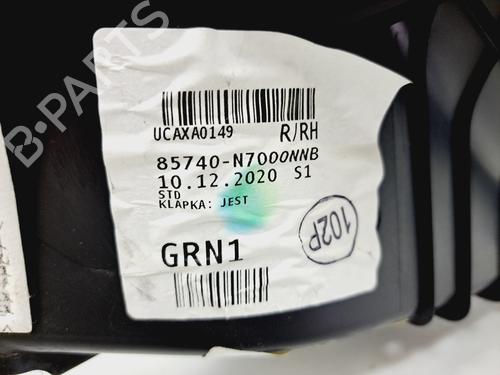 B-PARTS
UCAXA0149 R/RH
85740-N7000NNB
10.12.2020 S1
STD
KLAPKA: JEST
102P
GRN1